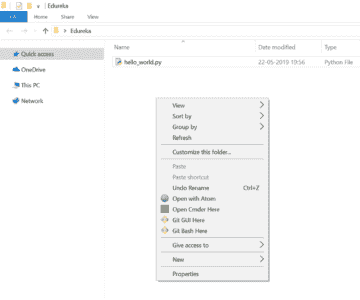 Edureka
File
Home
Share
View
Edureka
Name
Date modified
Type
Quick access
hello_world.py
22-05-2019 10:56
Python File
OneDrive
This PC
Network
View
Sort by
Group by
Refresh
Customize this folder...
Paste
Paste shortcut
Undo Rename Ctrl+Z
Open with Atom
Open Cmder Here
Git GUI Here
Git Bash Here
Give access to
New
Properties